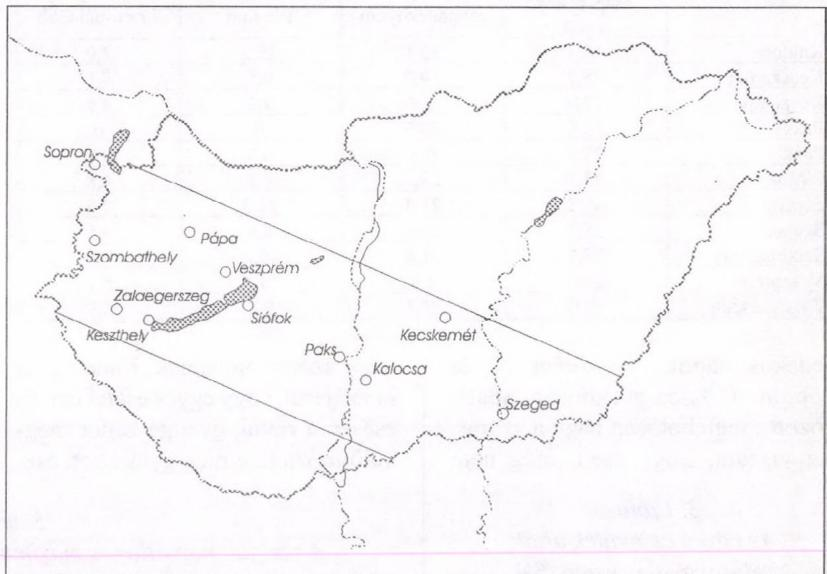 Sopron
Pápa
Szombathely
Veszprém
Zalaegerszeg
Siófok
Keszthely
Kecskemét
Paks
Kalocsa
Szeged